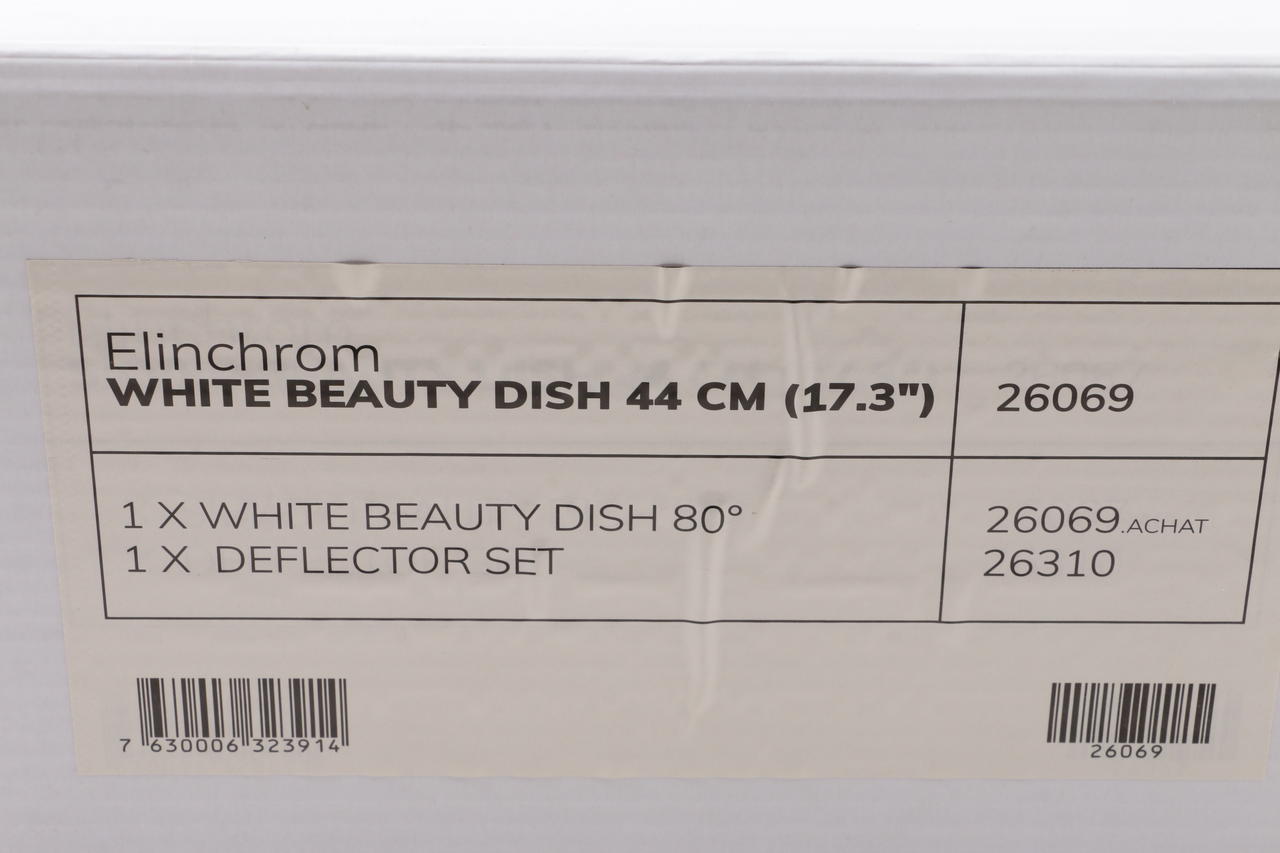 Elinchrom
WHITE BEAUTY DISH 44 CM (17.3") 26069
1 X WHITE BEAUTY DISH 80° 26069.ACHAT
1 X DEFLECTOR SET 26310
7 630006 323914 26069